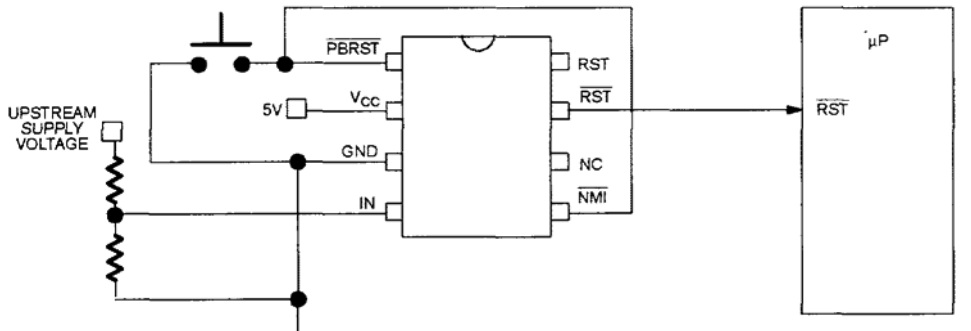 PBRST
RST
5V
VCC
RST
UPSTREAM
SUPPLY
VOLTAGE
GND
NC
IN
NMI
µP
RST